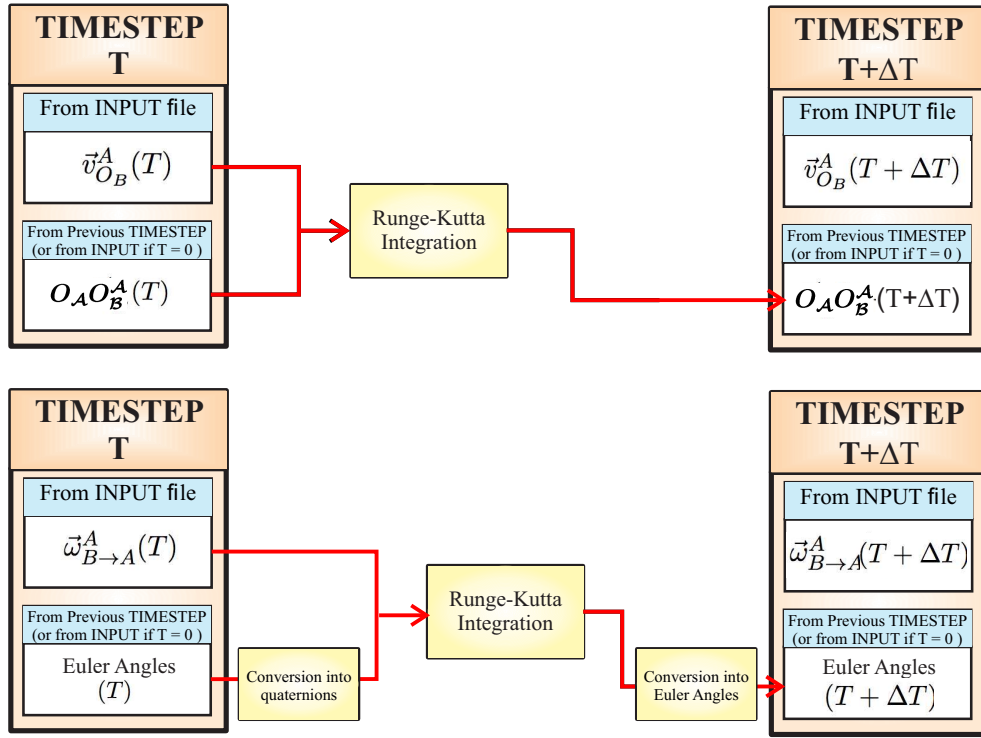 TIMESTEP
T
From INPUT file
$\vec{v}_{O_B}^{A}(T)$
From Previous TIMESTEP
(or from INPUT if T = 0 )
$O_{\mathcal{A}}O_{\mathcal{B}}^{\mathcal{A}}(T)$
Runge-Kutta
Integration
TIMESTEP
T+ΔT
From INPUT file
$\vec{v}_{O_B}^{A}(T + \Delta T)$
From Previous TIMESTEP
(or from INPUT if T = 0 )
$O_{\mathcal{A}}O_{\mathcal{B}}^{\mathcal{A}}(T+\Delta T)$
TIMESTEP
T
From INPUT file
$\vec{\omega}_{B \to A}^{A}(T)$
From Previous TIMESTEP
(or from INPUT if T = 0 )
Euler Angles
(T)
Conversion into
quaternions
Runge-Kutta
Integration
Conversion into
Euler Angles
TIMESTEP
T+ΔT
From INPUT file
$\vec{\omega}_{B \to A}^{A}(T + \Delta T)$
From Previous TIMESTEP
(or from INPUT if T = 0 )
Euler Angles
(T + ΔT)